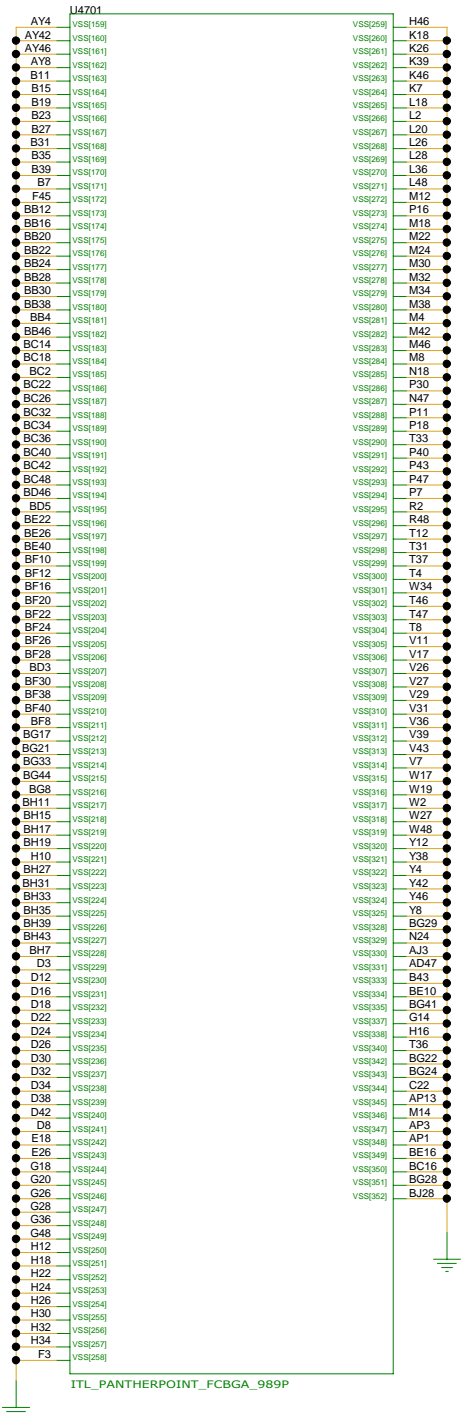 U4701
AY4 VSS[159] VSS[259] H46
AY42 VSS[160] VSS[260] K18
AY46 VSS[161] VSS[261] K26
AY8 VSS[162] VSS[262] K39
B11 VSS[163] VSS[263] K46
B15 VSS[164] VSS[264] K7
B19 VSS[165] VSS[265] L18
B23 VSS[166] VSS[266] L2
B27 VSS[167] VSS[267] L20
B31 VSS[168] VSS[268] L26
B35 VSS[169] VSS[269] L28
B39 VSS[170] VSS[270] L36
B7 VSS[171] VSS[271] L48
F45 VSS[172] VSS[272] M12
BB12 VSS[173] VSS[273] P16
BB16 VSS[174] VSS[274] M18
BB20 VSS[175] VSS[275] M22
BB22 VSS[176] VSS[276] M24
BB24 VSS[177] VSS[277] M30
BB28 VSS[178] VSS[278] M32
BB30 VSS[179] VSS[279] M34
BB38 VSS[180] VSS[280] M38
BB4 VSS[181] VSS[281] M4
BB46 VSS[182] VSS[282] M42
BC14 VSS[183] VSS[283] M46
BC18 VSS[184] VSS[284] M8
BC2 VSS[185] VSS[285] N18
BC22 VSS[186] VSS[286] P30
BC26 VSS[187] VSS[287] N47
BC32 VSS[188] VSS[288] P11
BC34 VSS[189] VSS[289] P18
BC36 VSS[190] VSS[290] T33
BC40 VSS[191] VSS[291] P40
BC42 VSS[192] VSS[292] P43
BC48 VSS[193] VSS[293] P47
BD46 VSS[194] VSS[294] P7
BD5 VSS[195] VSS[295] R2
BE22 VSS[196] VSS[296] R48
BE26 VSS[197] VSS[297] T12
BE40 VSS[198] VSS[298] T31
BF10 VSS[199] VSS[299] T37
BF12 VSS[200] VSS[300] T4
BF16 VSS[201] VSS[301] W34
BF20 VSS[202] VSS[302] T46
BF22 VSS[203] VSS[303] T47
BF24 VSS[204] VSS[304] T8
BF26 VSS[205] VSS[305] V11
BF28 VSS[206] VSS[306] V17
BD3 VSS[207] VSS[307] V26
BF30 VSS[208] VSS[308] V27
BF38 VSS[209] VSS[309] V29
BF40 VSS[210] VSS[310] V31
BF8 VSS[211] VSS[311] V36
BG17 VSS[212] VSS[312] V39
BG21 VSS[213] VSS[313] V43
BG33 VSS[214] VSS[314] V7
BG44 VSS[215] VSS[315] W17
BG8 VSS[216] VSS[316] W19
BH11 VSS[217] VSS[317] W2
BH15 VSS[218] VSS[318] W27
BH17 VSS[219] VSS[319] W48
BH19 VSS[220] VSS[320] Y12
H10 VSS[221] VSS[321] Y38
BH27 VSS[222] VSS[322] Y4
BH31 VSS[223] VSS[323] Y42
BH33 VSS[224] VSS[324] Y46
BH35 VSS[225] VSS[325] Y8
BH39 VSS[226] VSS[328] BG29
BH43 VSS[227] VSS[329] N24
BH7 VSS[228] VSS[330] AJ3
D3 VSS[229] VSS[331] AD47
D12 VSS[230] VSS[333] B43
D16 VSS[231] VSS[334] BE10
D18 VSS[232] VSS[335] BG41
D22 VSS[233] VSS[337] G14
D24 VSS[234] VSS[338] H16
D26 VSS[235] VSS[340] T36
D30 VSS[236] VSS[342] BG22
D32 VSS[237] VSS[343] BG24
D34 VSS[238] VSS[344] C22
D38 VSS[239] VSS[345] AP13
D42 VSS[240] VSS[346] M14
D8 VSS[241] VSS[347] AP3
E18 VSS[242] VSS[348] AP1
E26 VSS[243] VSS[349] BE16
G18 VSS[244] VSS[350] BC16
G20 VSS[245] VSS[351] BG28
G26 VSS[246] VSS[352] BJ28
G28 VSS[247]
G36 VSS[248]
G48 VSS[249]
H12 VSS[250]
H18 VSS[251]
H22 VSS[252]
H24 VSS[253]
H26 VSS[254]
H30 VSS[255]
H32 VSS[256]
H34 VSS[257]
F3 VSS[258]
ITL_PANTHERPOINT_FCBGA_989P